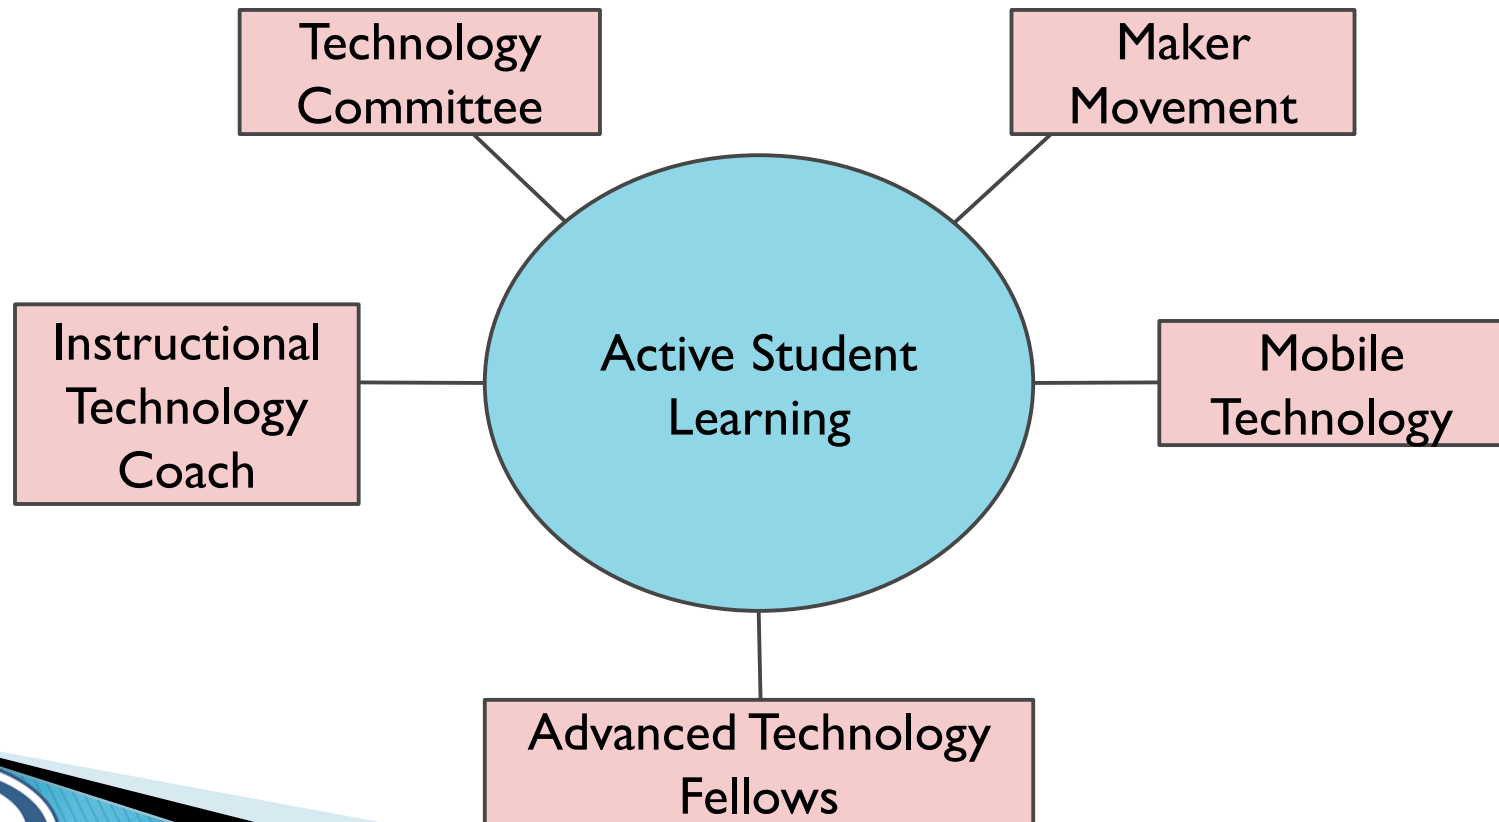 Technology
Committee
Maker
Movement
Instructional
Technology
Coach
Active Student
Learning
Mobile
Technology
Advanced Technology
Fellows